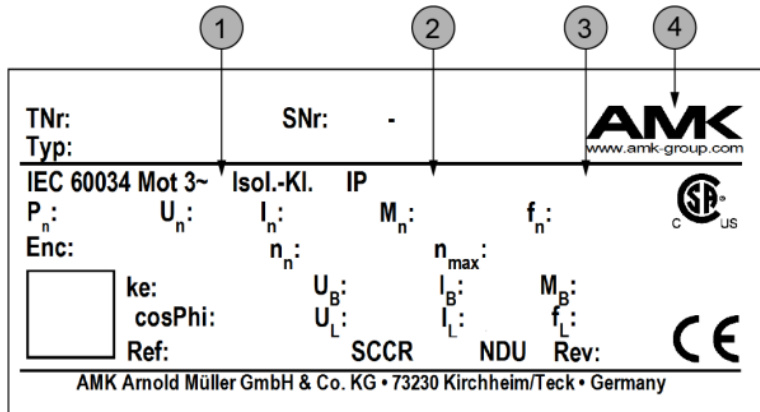 1 2 3 4
TNr: SNr: - AMK
Typ: www.amk-group.com
IEC 60034 Mot 3~ Isol.-Kl. IP
Pn: Un: In: Mn: fn: C SA® US
Enc: nn: nmax:
ke: UB: IB: MB:
cosPhi: UL: IL: fL: CE
Ref: SCCR NDU Rev:
AMK Arnold Müller GmbH & Co. KG • 73230 Kirchheim/Teck • Germany